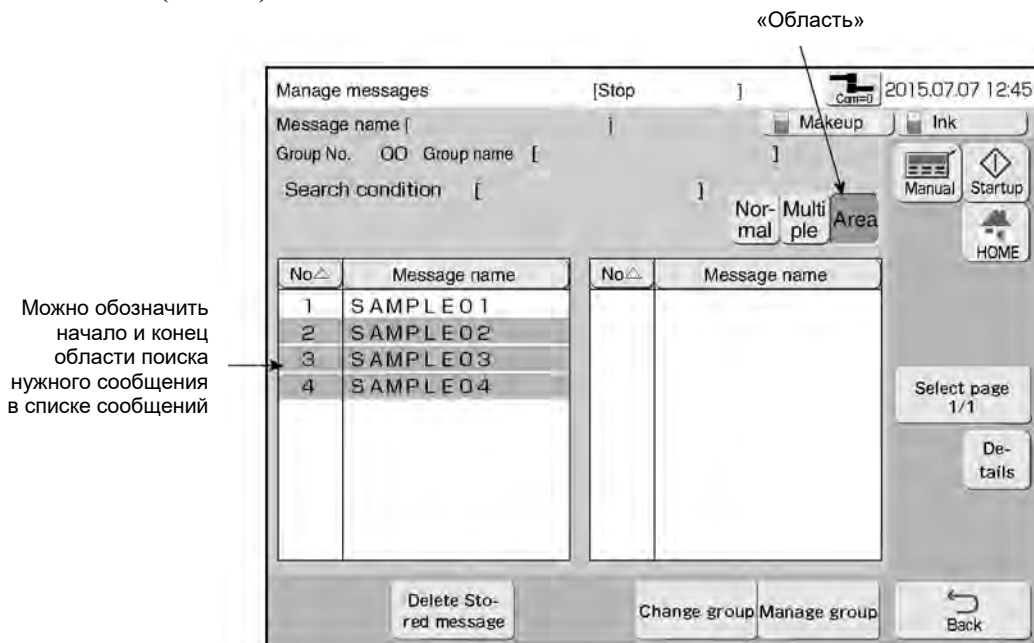 «Область»
Manage messages [Stop ] Com=0 2015.07.07 12:45
Message name [ ] Makeup Ink
Group No. 00 Group name [ ]
Manual Startup
Search condition [ ]
Nor-
mal
Multi
ple
Area
HOME
No△ Message name No△ Message name
1 SAMPLE01
2 SAMPLE02
3 SAMPLE03
4 SAMPLE04
Можно обозначить
начало и конец
области поиска
нужного сообщения
в списке сообщений
Select page
1/1
De-
tails
Delete Sto-
red message
Change group
Manage group
Back